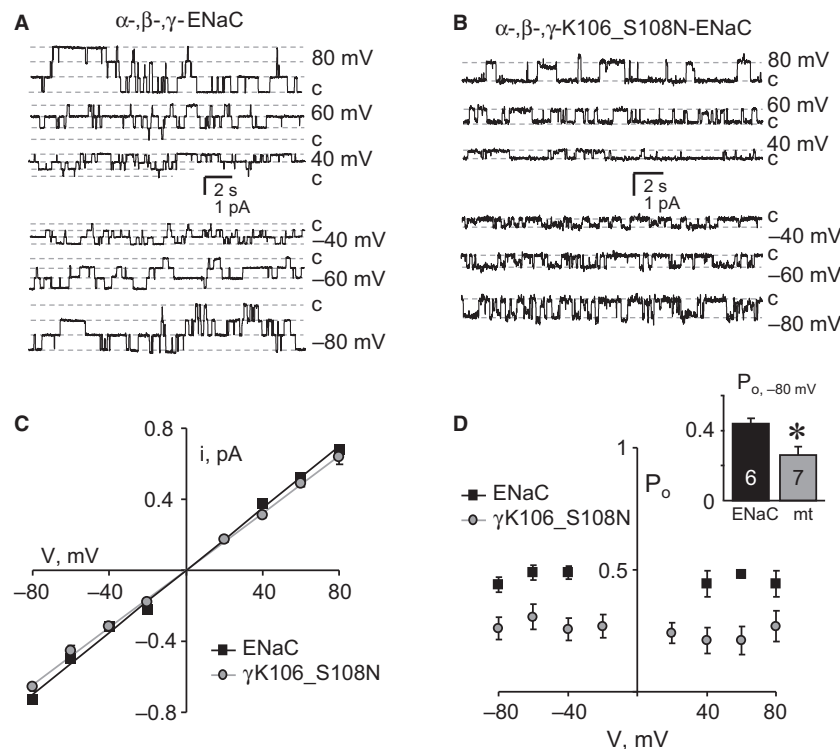 A
α-,β-,γ-ENaC
80 mV
c
60 mV
c
40 mV
c
2 s
1 pA
c
–40 mV
c
–60 mV
c
–80 mV
B
α-,β-,γ-K106_S108N-ENaC
80 mV
c
60 mV
c
40 mV
c
2 s
1 pA
c
–40 mV
c
–60 mV
c
–80 mV
C
0.8
i, pA
0.4
V, mV
–80
–40
40
80
–0.4
–0.8
ENaC
γK106_S108N
D
1
Po
ENaC
γK106_S108N
0.5
–80
–40
40
80
V, mV
Po, –80 mV
0.4
0
*
6
7
ENaC
mt